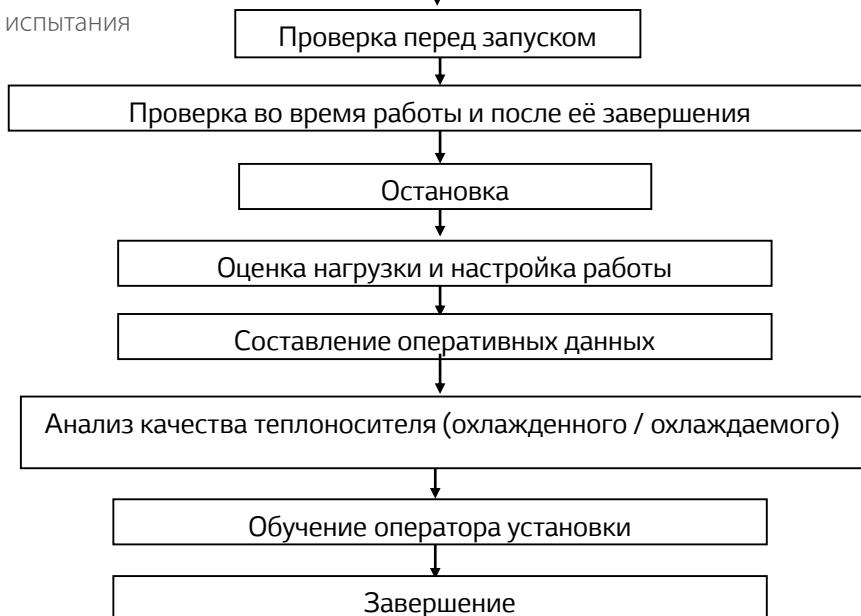 испытания
Проверка перед запуском
Проверка во время работы и после её завершения
Остановка
Оценка нагрузки и настройка работы
Составление оперативных данных
Анализ качества теплоносителя (охлажденного / охлаждаемого)
Обучение оператора установки
Завершение